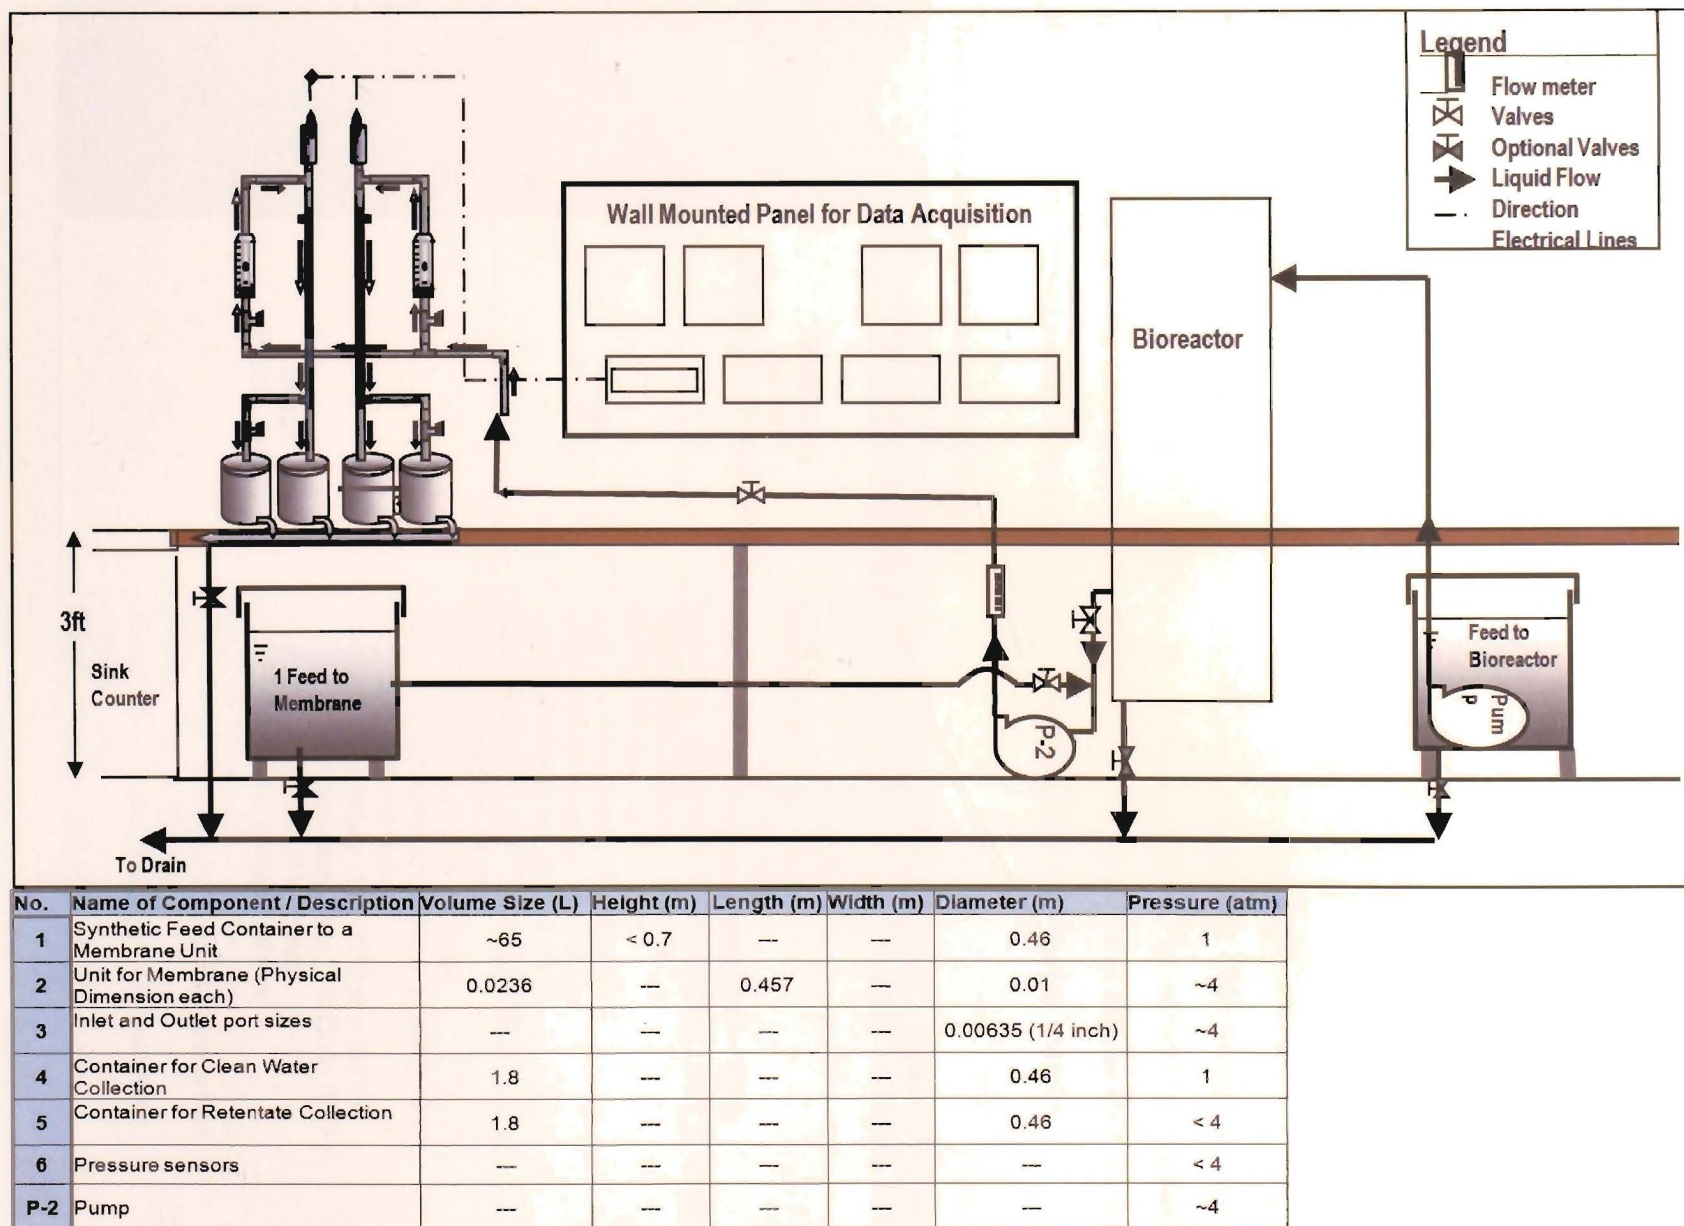 Legend
Flow meter
Valves
Optional Valves
Liquid Flow
Direction
Electrical Lines
Wall Mounted Panel for Data Acquisition
Bioreactor
3ft
Sink
Counter
1 Feed to
Membrane
P-2
Feed to
Bioreactor
Pum
p
To Drain
No. Name of Component / Description Volume Size (L) Height (m) Length (m) Width (m) Diameter (m) Pressure (atm)
1 Synthetic Feed Container to a Membrane Unit ~65 < 0.7 --- --- 0.46 1
2 Unit for Membrane (Physical Dimension each) 0.0236 --- 0.457 --- 0.01 ~4
3 Inlet and Outlet port sizes --- --- --- --- 0.00635 (1/4 inch) ~4
4 Container for Clean Water Collection 1.8 --- --- --- 0.46 1
5 Container for Retentate Collection 1.8 --- --- --- 0.46 < 4
6 Pressure sensors --- --- --- --- --- < 4
P-2 Pump --- --- --- --- --- ~4